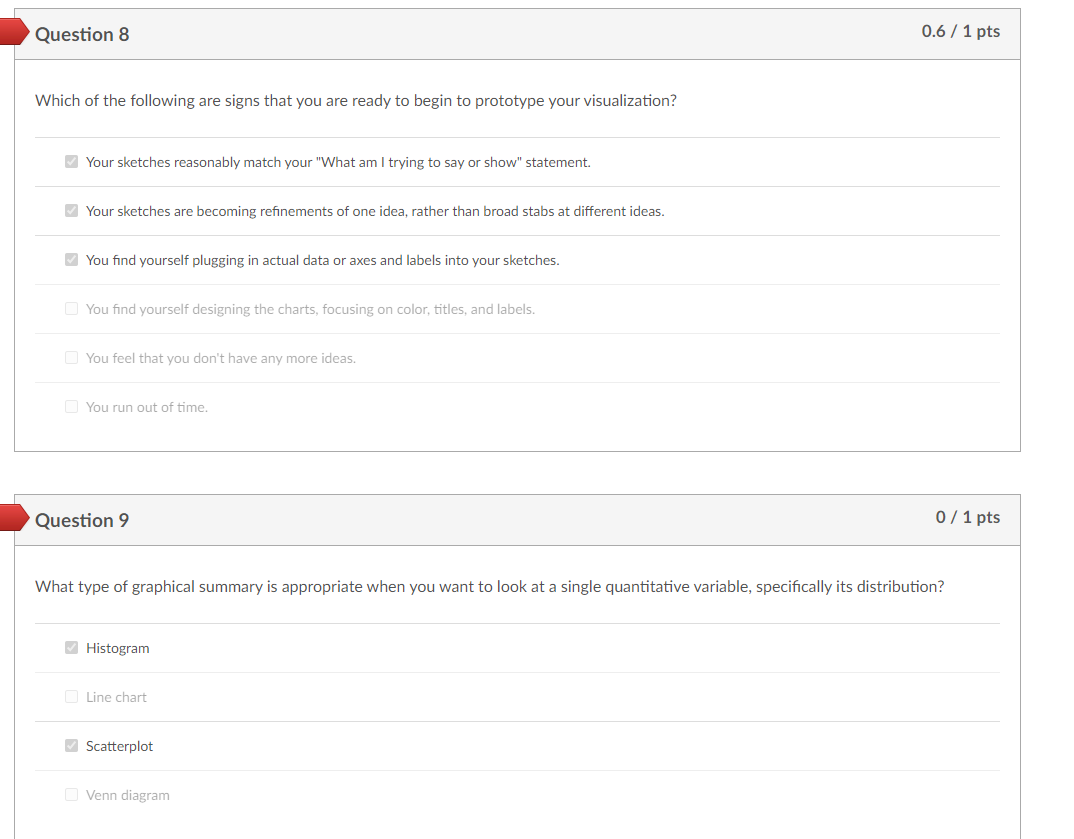 Question 8
0.6 / 1 pts
Which of the following are signs that you are ready to begin to prototype your visualization?
Your sketches reasonably match your "What am I trying to say or show" statement.
Your sketches are becoming refinements of one idea, rather than broad stabs at different ideas.
You find yourself plugging in actual data or axes and labels into your sketches.
You find yourself designing the charts, focusing on color, titles, and labels.
You feel that you don't have any more ideas.
You run out of time.
Question 9
0 / 1 pts
What type of graphical summary is appropriate when you want to look at a single quantitative variable, specifically its distribution?
Histogram
Line chart
Scatterplot
Venn diagram